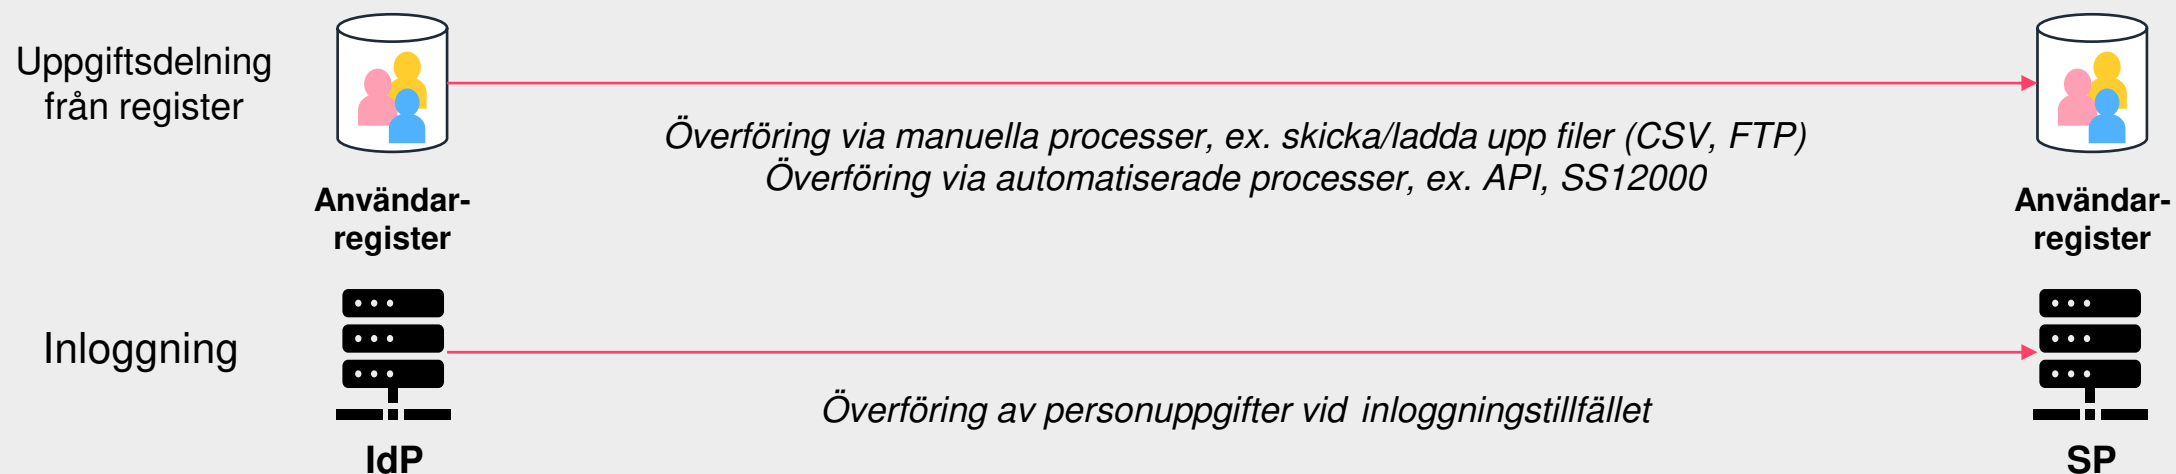 Uppgiftsdelning
från register
Överföring via manuella processer, ex. skicka/ladda upp filer (CSV, FTP)
Överföring via automatiserade processer, ex. API, SS12000
Användar-
register
Användar-
register
Inloggning
Överföring av personuppgifter vid inloggningstillfället
IdP
SP